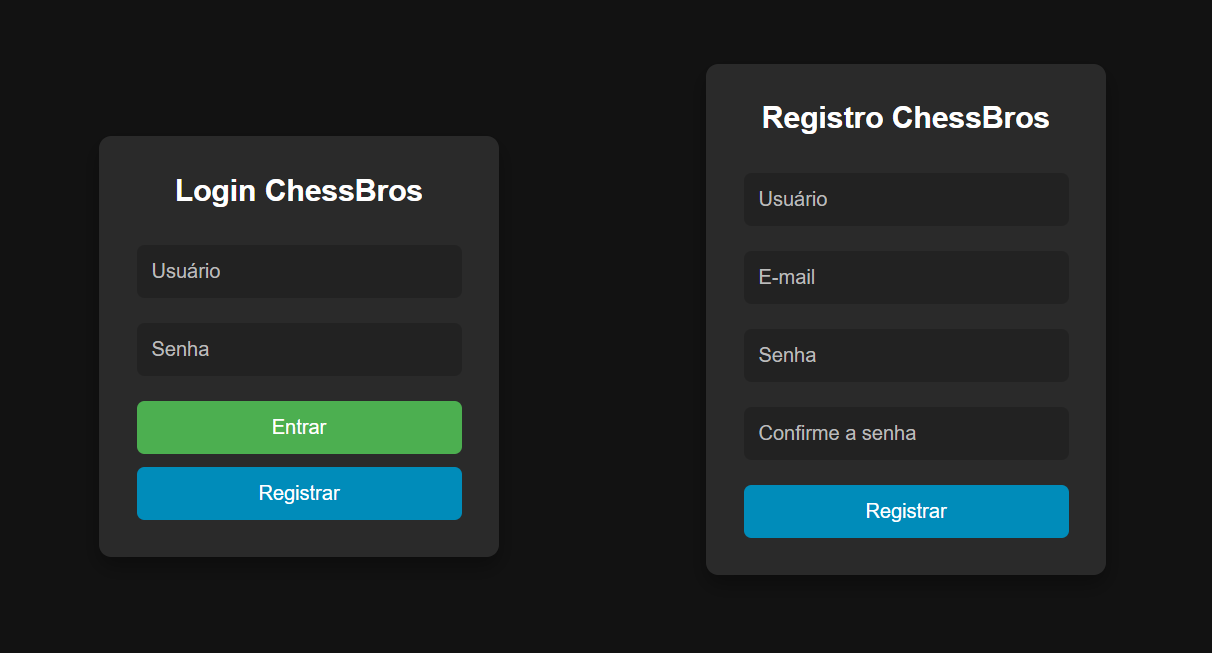 Login ChessBros
Usuário
Senha
Entrar
Registrar
Registro ChessBros
Usuário
E-mail
Senha
Confirme a senha
Registrar